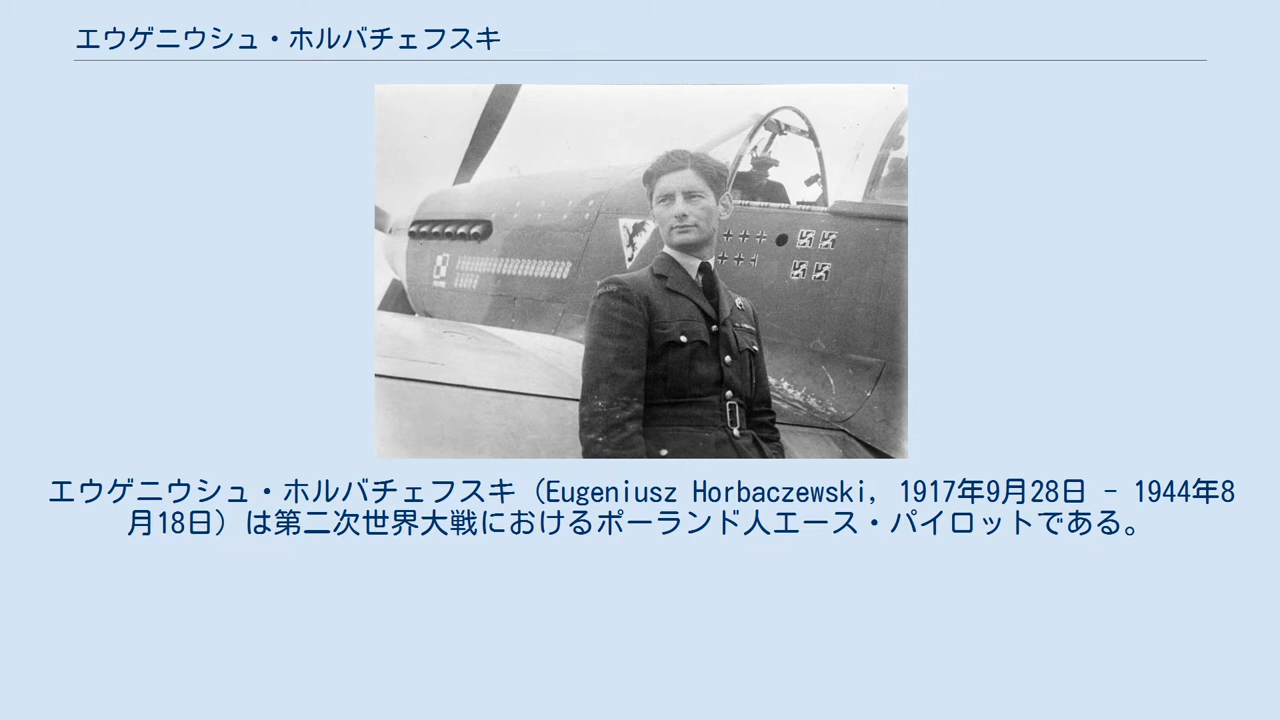 エウゲニウシュ・ホルバチェフスキ
エウゲニウシュ・ホルバチェフスキ（Eugeniusz Horbaczewski, 1917年9月28日 - 1944年8
月18日）は第二次世界大戦におけるポーランド人エース・パイロットである。